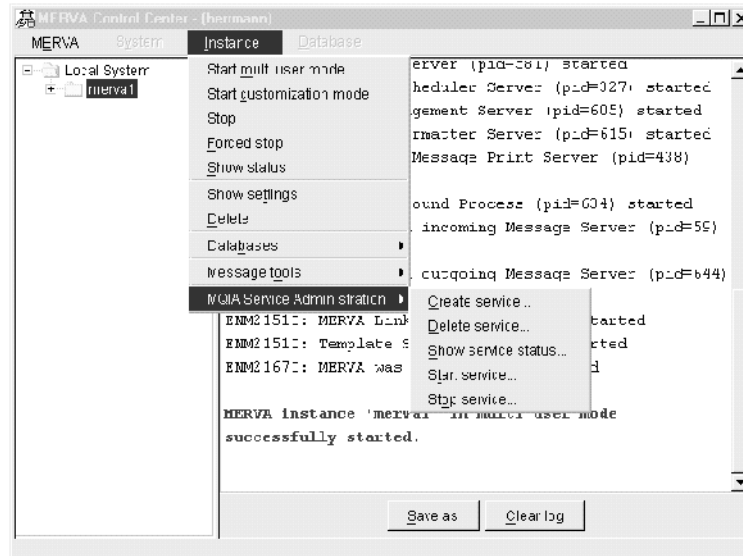 MERVA Control Center - (herrmann)
MERVA System Instance Database
Local System
merva1
Start multi user mode
Start customization mode
Stop
Forced stop
Show status
Show settings
Delete
Databases
Message tools
MQIA Service Administration
Create service...
Delete service...
Show service status...
Start service...
Stop service...
erver (pid=581) started
heduler Server (pid=327) started
gement Server (pid=605) started
rmatter Server (pid=615) started
Message Print Server (pid=438)
ound Process (pid=634) started
incoming Message Server (pid=59)
outgoing Message Server (pid=644)
ENM2151I: MERVA Link tarted
ENM2151I: Template S rted
ENM2167I: MERVA was d
MERVA instance 'merva1' in multi user mode
successfully started.
Save as Clear log